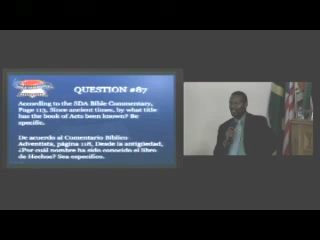 QUESTION #87
According to the SDA Bible Commentary,
Page 113, Since ancient times, by what title
has the book of Acts been known? Be
specific.
De acuerdo al Comentario Bíblico
Adventista, página 118, Desde la antigüedad,
¿Por cuál nombre ha sido conocido el libro
de Hechos? Sea específico.